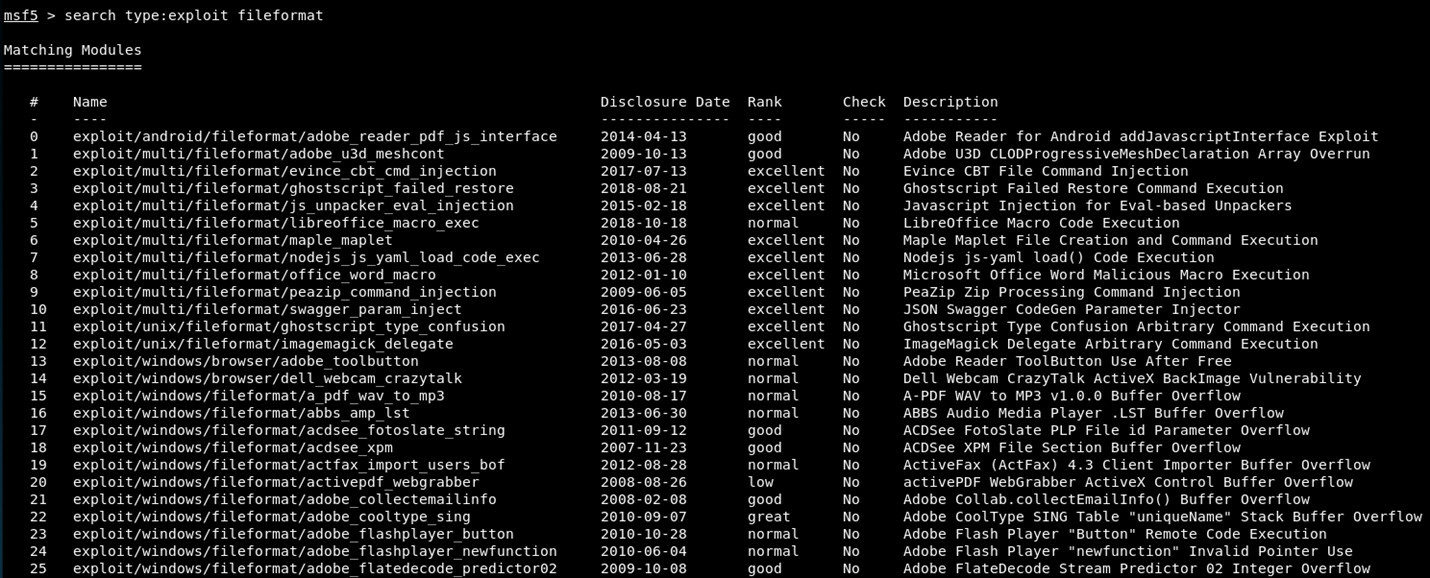 msf5 > search type:exploit fileformat
Matching Modules
================
# Name Disclosure Date Rank Check Description
- ---- --------------- ---- ----- -----------
0 exploit/android/fileformat/adobe_reader_pdf_js_interface 2014-04-13 good No Adobe Reader for Android addJavascriptInterface Exploit
1 exploit/multi/fileformat/adobe_u3d_meshcont 2009-10-13 good No Adobe U3D CLODProgressiveMeshDeclaration Array Overrun
2 exploit/multi/fileformat/evince_cbt_cmd_injection 2017-07-13 excellent No Evince CBT File Command Injection
3 exploit/multi/fileformat/ghostscript_failed_restore 2018-08-21 excellent No Ghostscript Failed Restore Command Execution
4 exploit/multi/fileformat/js_unpacker_eval_injection 2015-02-18 excellent No Javascript Injection for Eval-based Unpackers
5 exploit/multi/fileformat/libreoffice_macro_exec 2018-10-18 normal No LibreOffice Macro Code Execution
6 exploit/multi/fileformat/maple_maplet 2010-04-26 excellent No Maple Maplet File Creation and Command Execution
7 exploit/multi/fileformat/nodejs_js_yaml_load_code_exec 2013-06-28 excellent No Nodejs js-yaml load() Code Execution
8 exploit/multi/fileformat/office_word_macro 2012-01-10 excellent No Microsoft Office Word Malicious Macro Execution
9 exploit/multi/fileformat/peazip_command_injection 2009-06-05 excellent No PeaZip Zip Processing Command Injection
10 exploit/multi/fileformat/swagger_param_inject 2016-06-23 excellent No JSON Swagger CodeGen Parameter Injector
11 exploit/unix/fileformat/ghostscript_type_confusion 2017-04-27 excellent No Ghostscript Type Confusion Arbitrary Command Execution
12 exploit/unix/fileformat/imagemagick_delegate 2016-05-03 excellent No ImageMagick Delegate Arbitrary Command Execution
13 exploit/windows/browser/adobe_toolbutton 2013-08-08 normal No Adobe Reader ToolButton Use After Free
14 exploit/windows/browser/dell_webcam_crazytalk 2012-03-19 normal No Dell Webcam CrazyTalk ActiveX BackImage Vulnerability
15 exploit/windows/fileformat/a_pdf_wav_to_mp3 2010-08-17 normal No A-PDF WAV to MP3 v1.0.0 Buffer Overflow
16 exploit/windows/fileformat/abbs_amp_lst 2013-06-30 normal No ABBS Audio Media Player .LST Buffer Overflow
17 exploit/windows/fileformat/acdsee_fotoslate_string 2011-09-12 good No ACDSee FotoSlate PLP File id Parameter Overflow
18 exploit/windows/fileformat/acdsee_xpm 2007-11-23 good No ACDSee XPM File Section Buffer Overflow
19 exploit/windows/fileformat/actfax_import_users_bof 2012-08-28 normal No ActiveFax (ActFax) 4.3 Client Importer Buffer Overflow
20 exploit/windows/fileformat/activepdf_webgrabber 2008-08-26 low No activePDF WebGrabber ActiveX Control Buffer Overflow
21 exploit/windows/fileformat/adobe_collectemailinfo 2008-02-08 good No Adobe Collab.collectEmailInfo() Buffer Overflow
22 exploit/windows/fileformat/adobe_cooltype_sing 2010-09-07 great No Adobe CoolType SING Table "uniqueName" Stack Buffer Overflow
23 exploit/windows/fileformat/adobe_flashplayer_button 2010-10-28 normal No Adobe Flash Player "Button" Remote Code Execution
24 exploit/windows/fileformat/adobe_flashplayer_newfunction 2010-06-04 normal No Adobe Flash Player "newfunction" Invalid Pointer Use
25 exploit/windows/fileformat/adobe_flatedecode_predictor02 2009-10-08 good No Adobe FlateDecode Stream Predictor 02 Integer Overflow